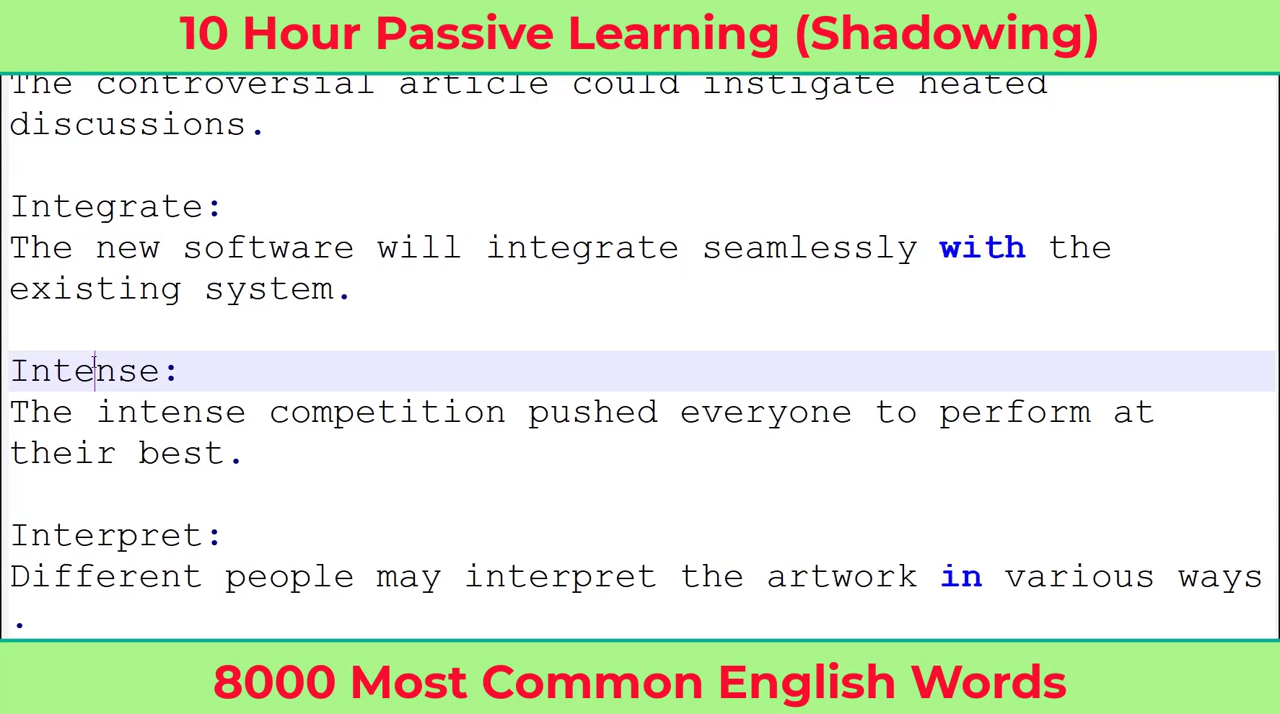 10 Hour Passive Learning (Shadowing)
The controversial article could instigate heated
discussions.
Integrate:
The new software will integrate seamlessly with the
existing system.
Intense:
The intense competition pushed everyone to perform at
their best.
Interpret:
Different people may interpret the artwork in various ways
.
8000 Most Common English Words